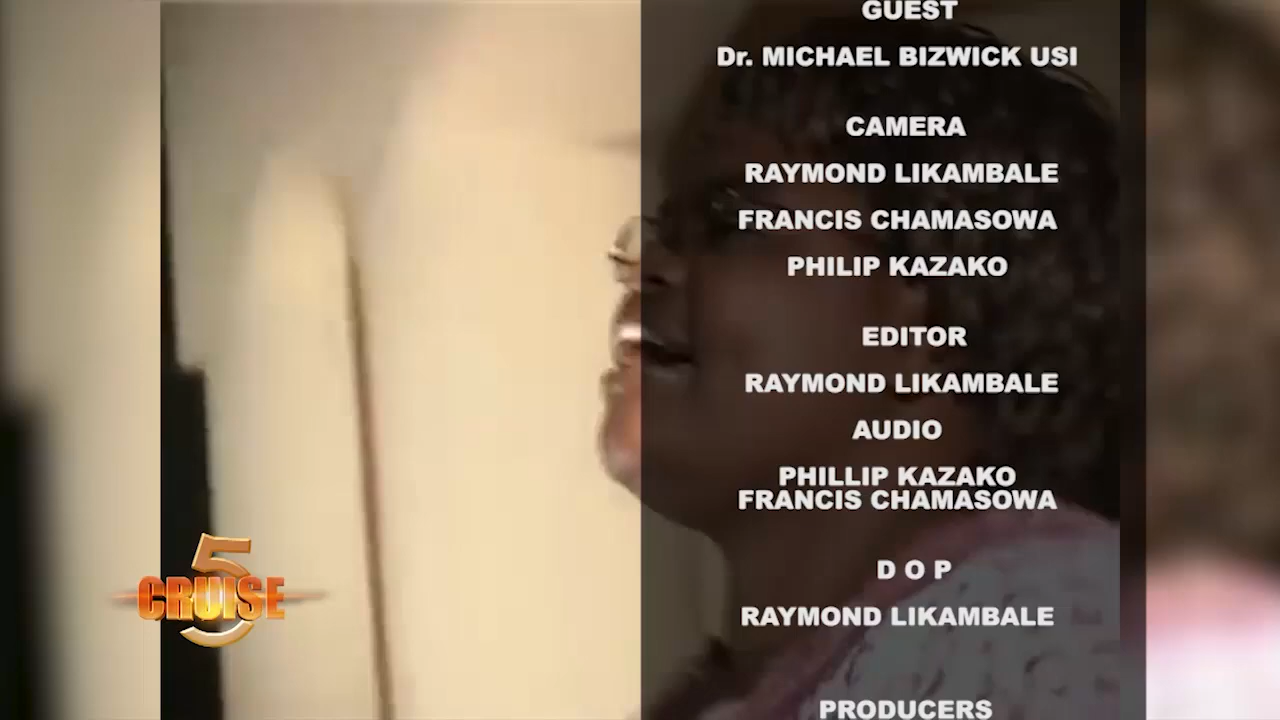 GUEST
Dr. MICHAEL BIZWICK USI
CAMERA
RAYMOND LIKAMBALE
FRANCIS CHAMASOWA
PHILIP KAZAKO
EDITOR
RAYMOND LIKAMBALE
AUDIO
PHILLIP KAZAKO
FRANCIS CHAMASOWA
D O P
RAYMOND LIKAMBALE
PRODUCERS
CRUISE 5